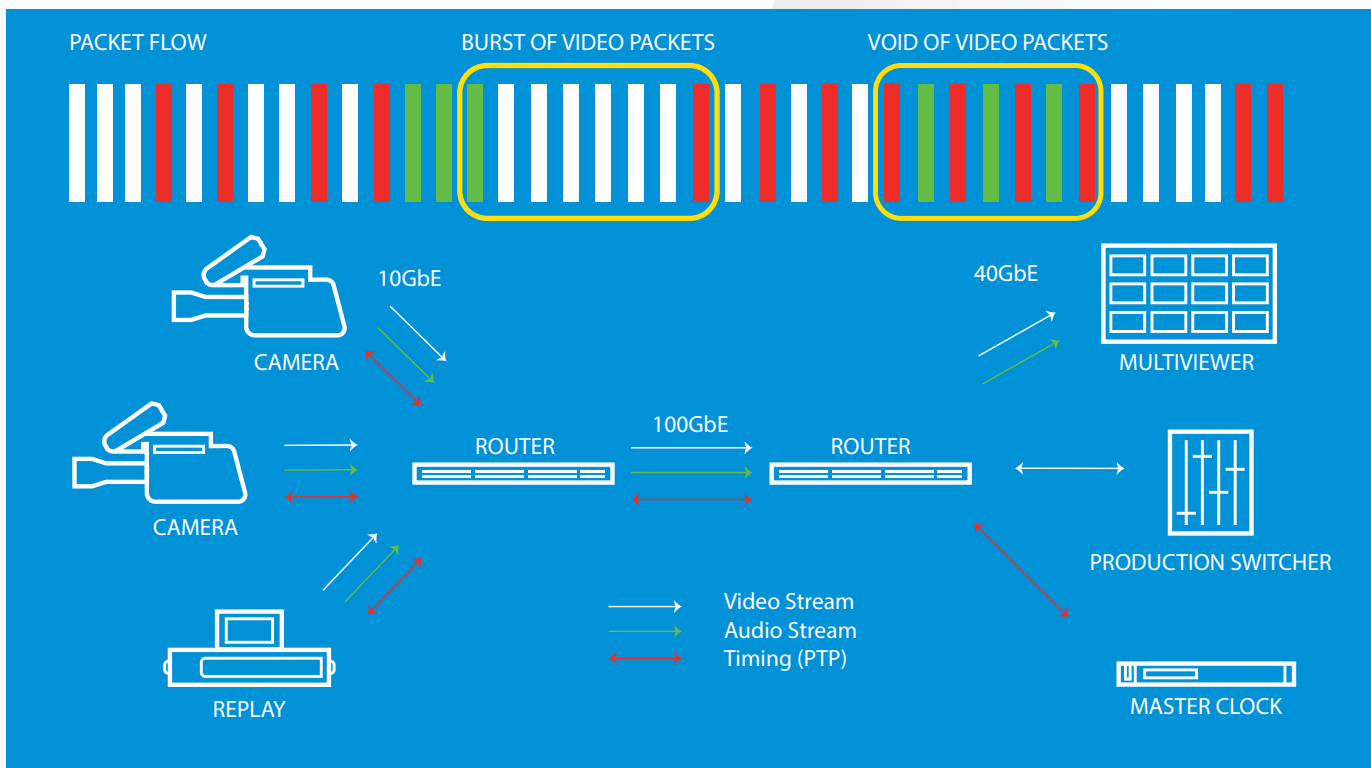 PACKET FLOW
BURST OF VIDEO PACKETS
VOID OF VIDEO PACKETS
10GbE
40GbE
CAMERA
MULTIVIEWER
100GbE
ROUTER
ROUTER
CAMERA
PRODUCTION SWITCHER
Video Stream
Audio Stream
Timing (PTP)
REPLAY
MASTER CLOCK